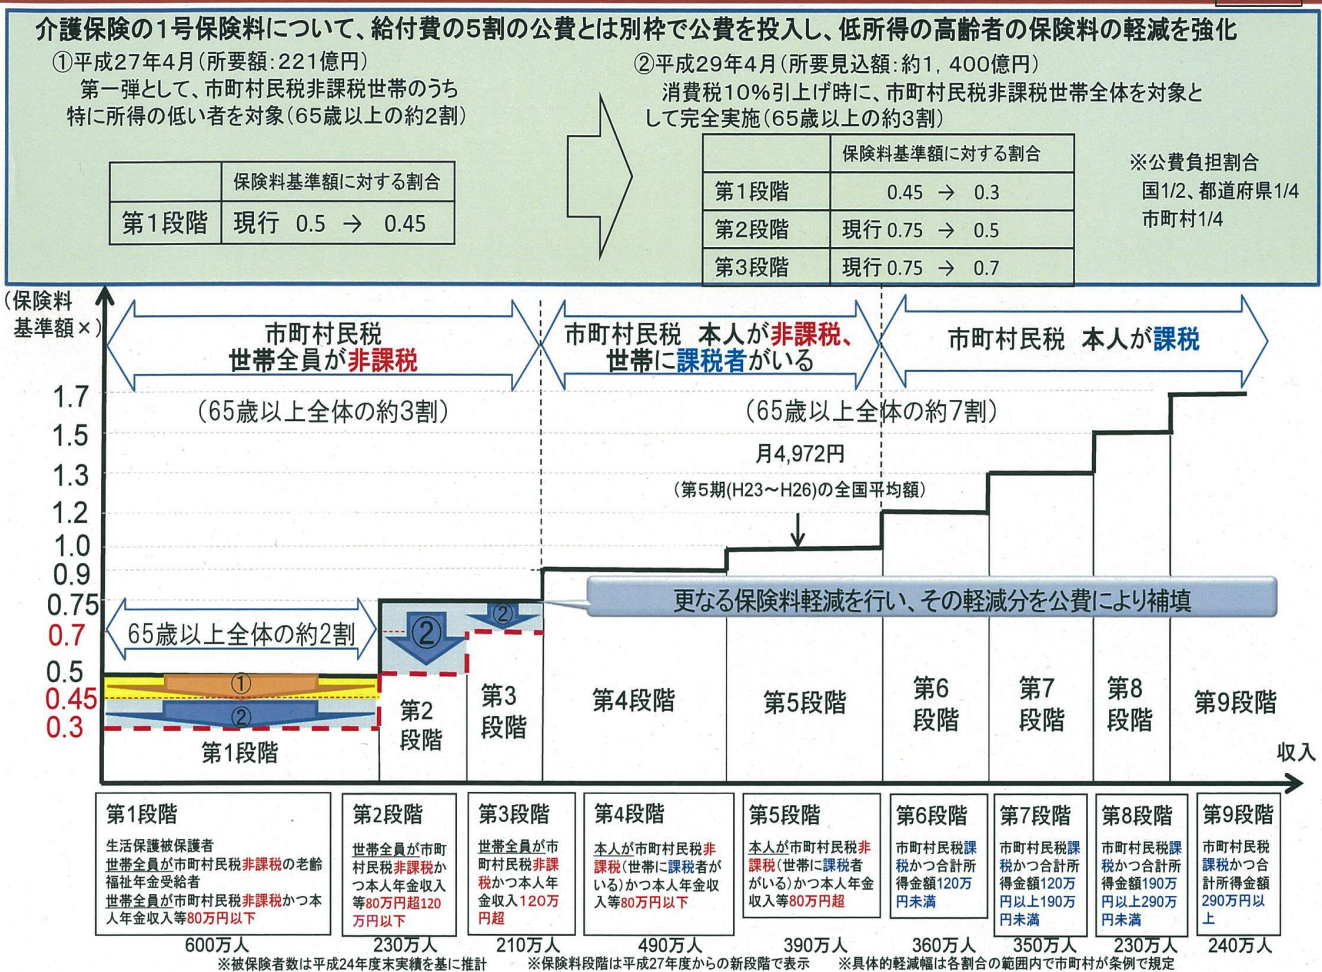 介護保険の1号保険料について、給付費の5割の公費とは別枠で公費を投入し、低所得の高齢者の保険料の軽減を強化
①平成27年4月(所要額:221億円)
第一弾として、市町村民税非課税世帯のうち
特に所得の低い者を対象(65歳以上の約2割)
保険料基準額に対する割合
第1段階 現行 0.5 → 0.45
②平成29年4月(所要見込額:約1,400億円)
消費税10%引上げ時に、市町村民税非課税世帯全体を対象と
して完全実施(65歳以上の約3割)
保険料基準額に対する割合
第1段階 0.45 → 0.3
第2段階 現行 0.75 → 0.5
第3段階 現行 0.75 → 0.7
※公費負担割合
国1/2、都道府県1/4
市町村1/4
(保険料
基準額×)
市町村民税
世帯全員が非課税
市町村民税 本人が非課税、
世帯に課税者がいる
市町村民税 本人が課税
(65歳以上全体の約3割)
(65歳以上全体の約7割)
月4,972円
(第5期(H23~H26)の全国平均額)
1.7
1.5
1.3
1.2
1.0
0.9
0.75
0.7
0.5
0.45
0.3
更なる保険料軽減を行い、その軽減分を公費により補填
65歳以上全体の約2割
②
②
①
②
第1段階
第2
段階
第3
段階
第4段階
第5段階
第6
段階
第7
段階
第8
段階
第9段階
収入
第1段階
生活保護被保護者
世帯全員が市町村民税非課税の老齢
福祉年金受給者
世帯全員が市町村民税非課税かつ本
人年金収入等80万円以下
600万人
第2段階
世帯全員が市町
村民税非課税か
つ本人年金収入
等80万円超120
万円以下
230万人
第3段階
世帯全員が市
町村民税非課
税かつ本人年
金収入120万
円超
210万人
第4段階
本人が市町村民税非
課税(世帯に課税者が
いる)かつ本人年金収
入等80万円以下
490万人
第5段階
本人が市町村民税非
課税(世帯に課税者
がいる)かつ本人年金
収入等80万円超
390万人
第6段階
市町村民税課
税かつ合計所
得金額120万
円未満
360万人
第7段階
市町村民税課
税かつ合計所
得金額120万
円以上190万
円未満
350万人
第8段階
市町村民税課
税かつ合計所
得金額190万
円以上290万
円未満
230万人
第9段階
市町村民税
課税かつ合
計所得金額
290万円以
上
240万人
※被保険者数は平成24年度末実績を基に推計 ※保険料段階は平成27年度からの新段階で表示 ※具体的軽減幅は各割合の範囲内で市町村が条例で規定